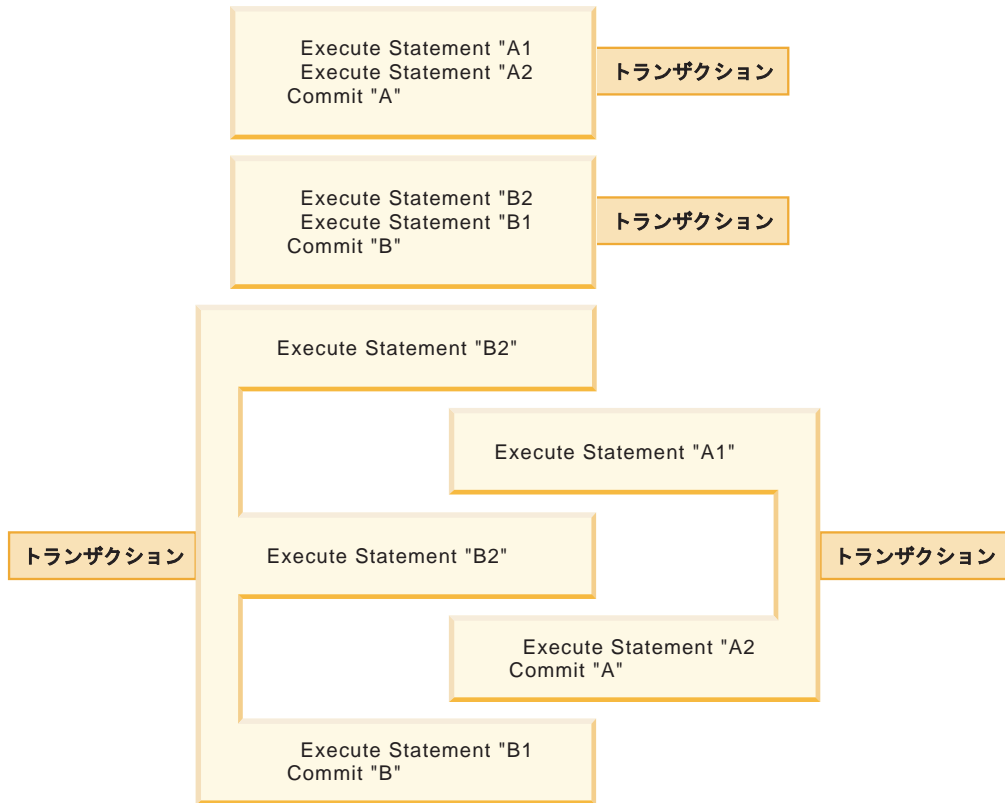 Execute Statement "A1
Execute Statement "A2
Commit "A"
トランザクション
Execute Statement "B2
Execute Statement "B1
Commit "B"
トランザクション
Execute Statement "B2"
Execute Statement "A1"
トランザクション
Execute Statement "B2"
トランザクション
Execute Statement "A2
Commit "A"
Execute Statement "B1
Commit "B"